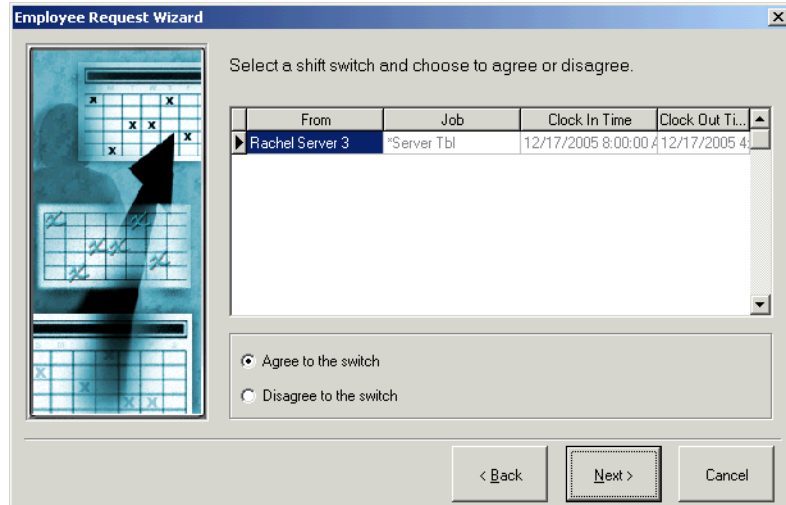 Employee Request Wizard
Select a shift switch and choose to agree or disagree.
From Job Clock In Time Clock Out Ti...
Rachel Server 3 *Server Tbl 12/17/2005 8:00:00 12/17/2005 4:
Agree to the switch
Disagree to the switch
< Back Next > Cancel